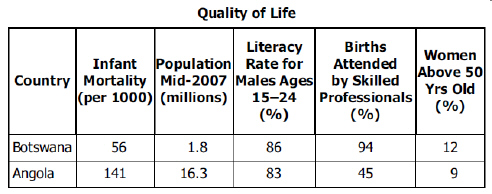 Quality of Life
Country
Infant
Mortality
(per 1000)
Population
Mid-2007
(millions)
Literacy
Rate for
Males Ages
15–24
(%)
Births
Attended
by Skilled
Professionals
(%)
Women
Above 50
Yrs Old
(%)
Botswana 56 1.8 86 94 12
Angola 141 16.3 83 45 9